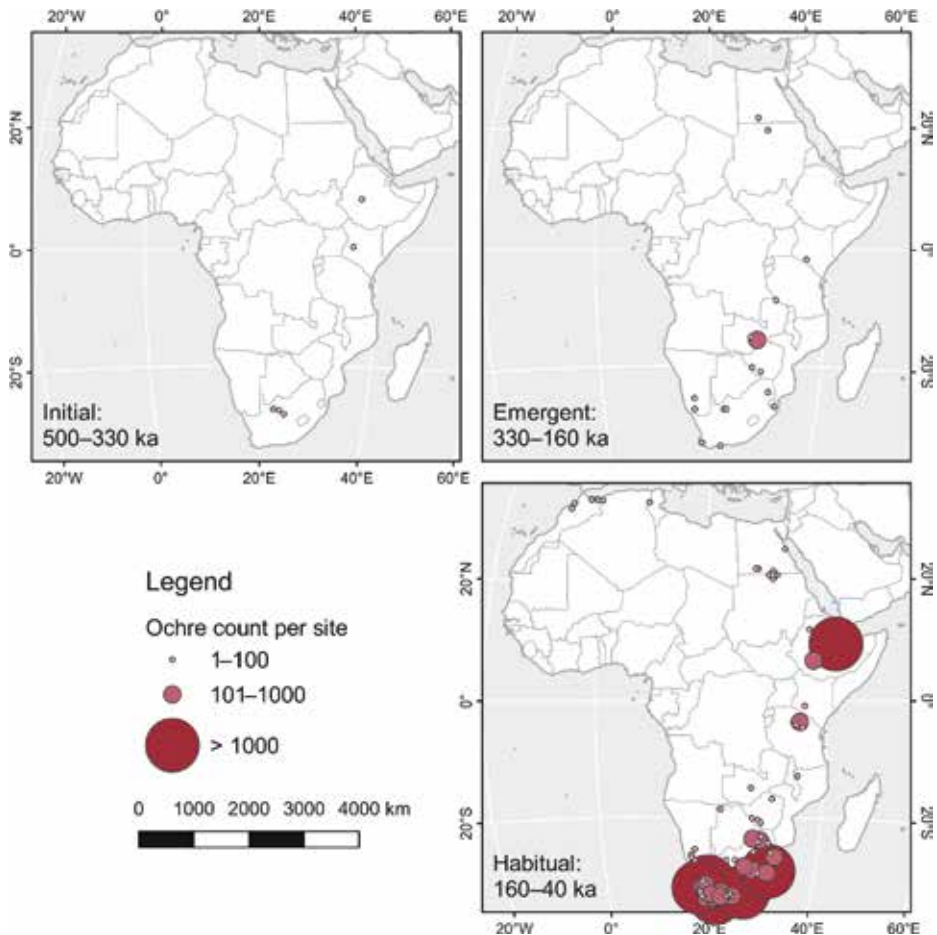 20°W 0° 20°E 40°E 60°E
20°W 0° 20°E 40°E 60°E
20°N
20°N
0°
0°
20°S
20°S
Initial:
500–330 ka
Emergent:
330–160 ka
20°W 0° 20°E 40°E 60°E
20°N
20°N
Legend
Ochre count per site
1–100
101–1000
> 1000
0 1000 2000 3000 4000 km
0°
0°
20°S
20°S
Habitual:
160–40 ka
20°W 0° 20°E 40°E 60°E